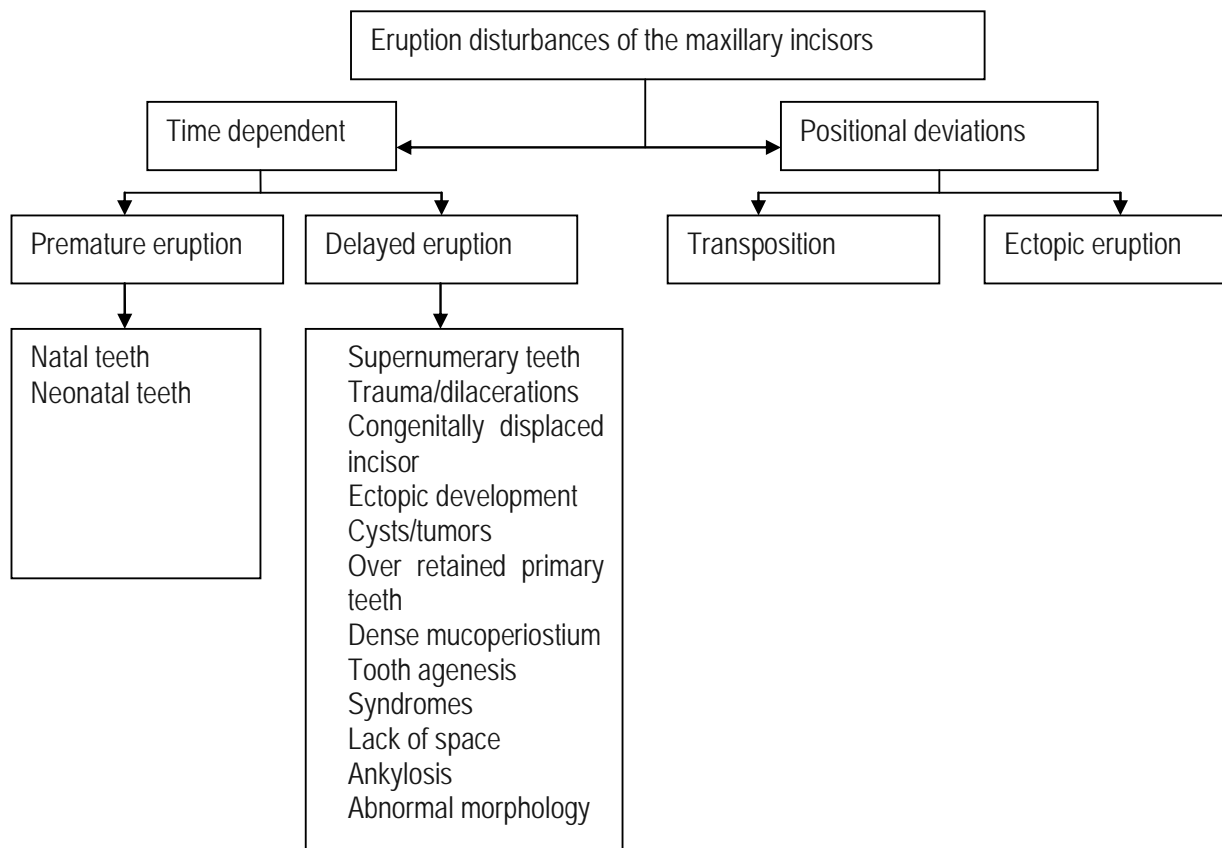 Eruption disturbances of the maxillary incisors
Time dependent
Positional deviations
Premature eruption
Delayed eruption
Transposition
Ectopic eruption
Natal teeth
Neonatal teeth
Supernumerary teeth
Trauma/dilacerations
Congenitally displaced
incisor
Ectopic development
Cysts/tumors
Over retained primary
teeth
Dense mucoperiostium
Tooth agenesis
Syndromes
Lack of space
Ankylosis
Abnormal morphology